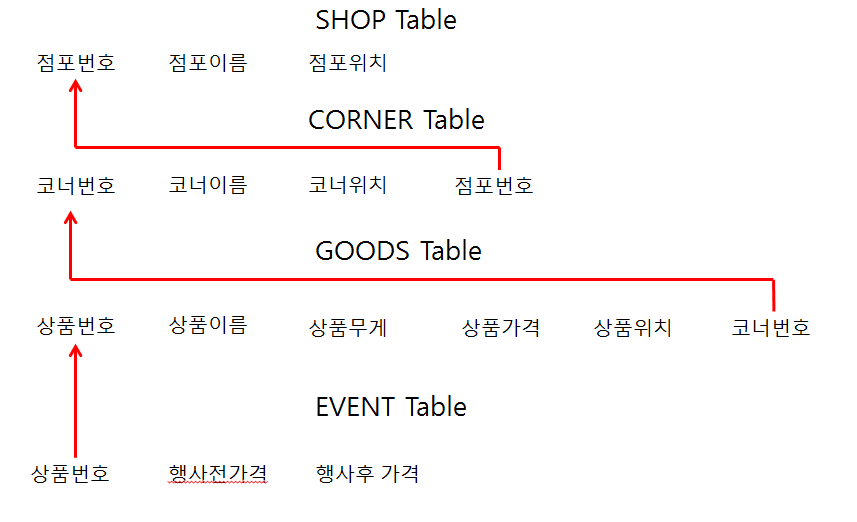 SHOP Table
점포번호 점포이름 점포위치
CORNER Table
코너번호 코너이름 코너위치 점포번호
GOODS Table
상품번호 상품이름 상품무게 상품가격 상품위치 코너번호
EVENT Table
상품번호 행사전가격 행사후 가격